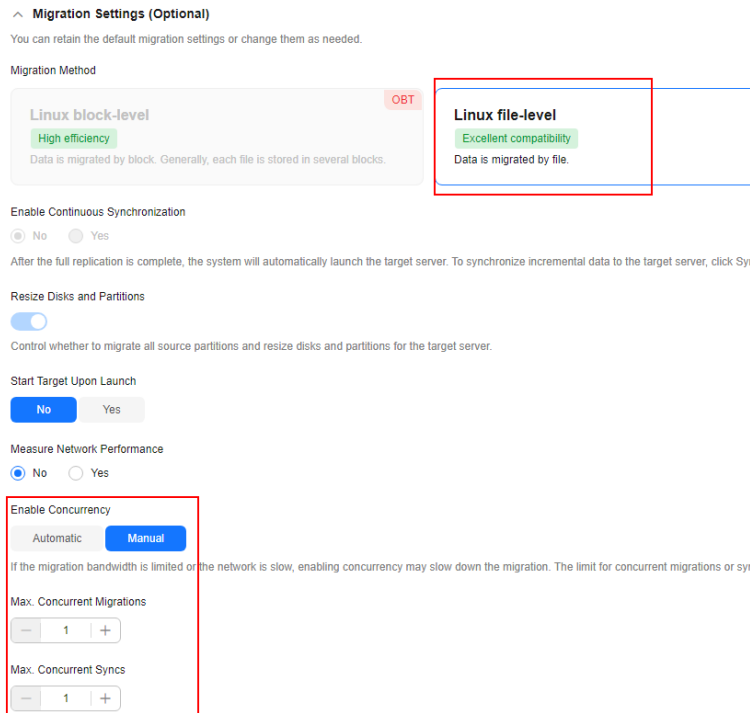 Migration Settings (Optional)
You can retain the default migration settings or change them as needed.
Migration Method
OBT
Linux block-level
Linux file-level
High efficiency
Excellent compatibility
Data is migrated by block. Generally, each file is stored in several blocks.
Data is migrated by file.
Enable Continuous Synchronization
No Yes
After the full replication is complete, the system will automatically launch the target server. To synchronize incremental data to the target server, click Syn
Resize Disks and Partitions
Control whether to migrate all source partitions and resize disks and partitions for the target server.
Start Target Upon Launch
No Yes
Measure Network Performance
No Yes
Enable Concurrency
Automatic Manual
If the migration bandwidth is limited or the network is slow, enabling concurrency may slow down the migration. The limit for concurrent migrations or syn
Max. Concurrent Migrations
− 1 +
Max. Concurrent Syncs
− 1 +